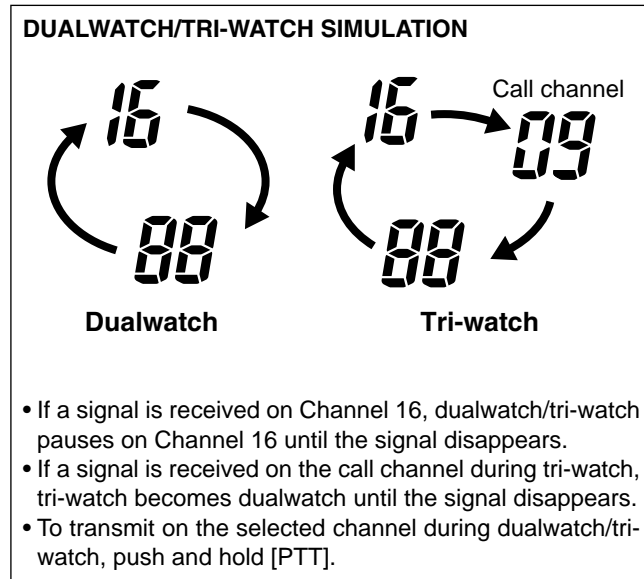 DUALWATCH/TRI-WATCH SIMULATION
16
88
Dualwatch
16
Call channel
09
88
Tri-watch
• If a signal is received on Channel 16, dualwatch/tri-watch
pauses on Channel 16 until the signal disappears.
• If a signal is received on the call channel during tri-watch,
tri-watch becomes dualwatch until the signal disappears.
• To transmit on the selected channel during dualwatch/tri-
watch, push and hold [PTT].